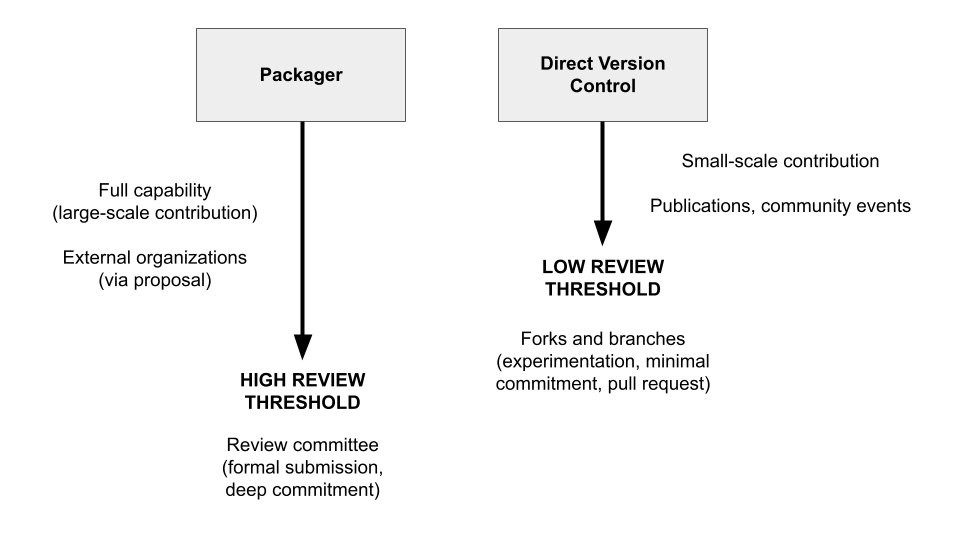 Packager
Full capability
(large-scale contribution)
External organizations
(via proposal)
HIGH REVIEW
THRESHOLD
Review committee
(formal submission,
deep commitment)
Direct Version
Control
Small-scale contribution
Publications, community events
LOW REVIEW
THRESHOLD
Forks and branches
(experimentation, minimal
commitment, pull request)